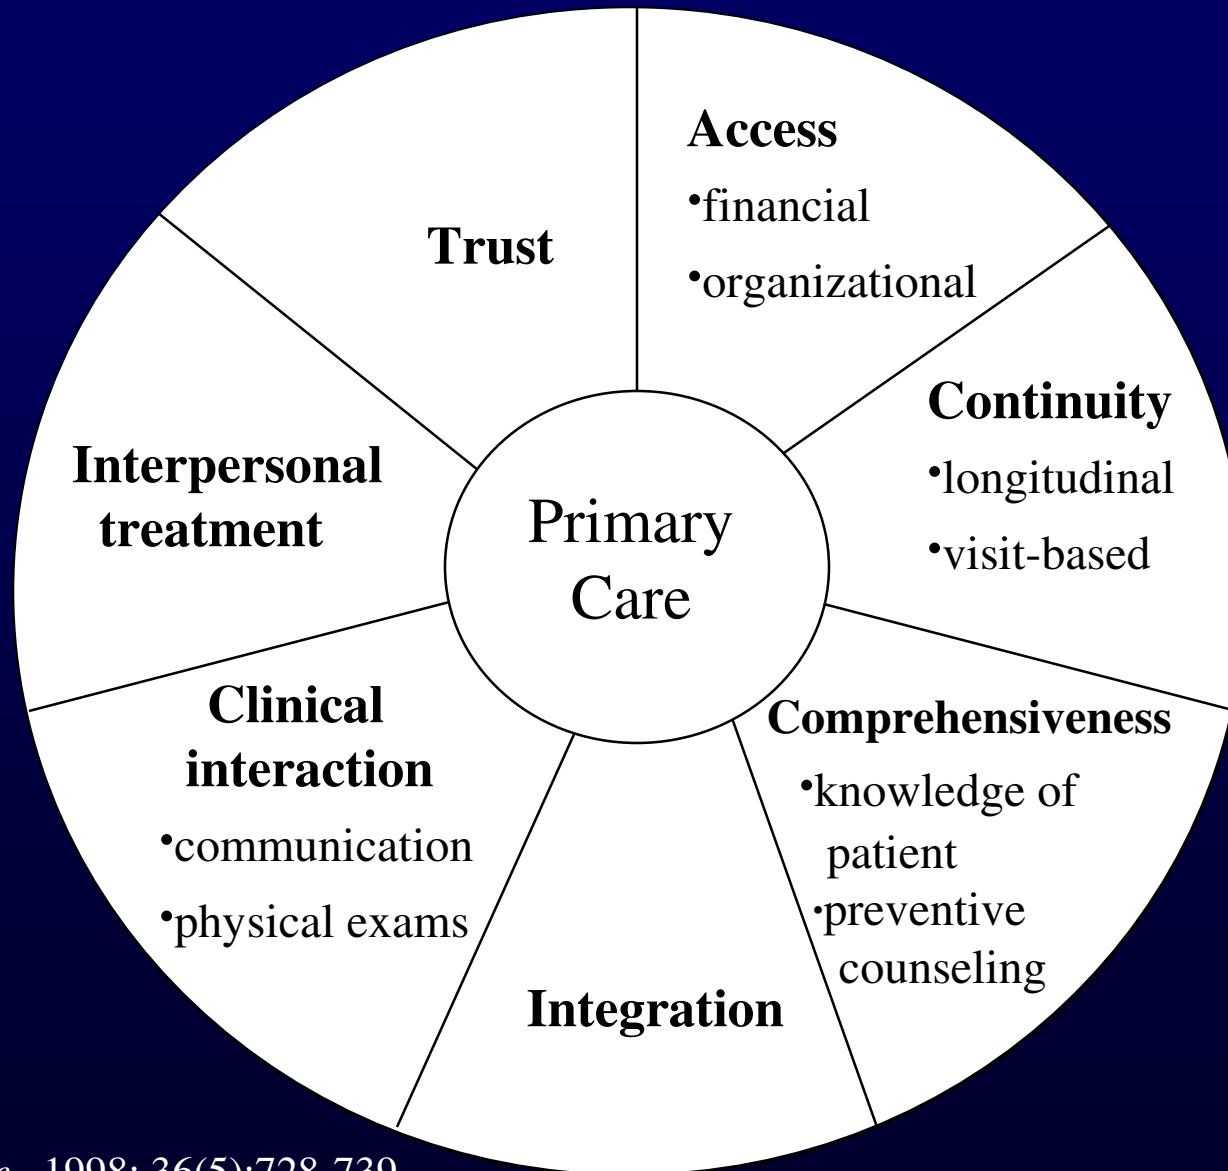 Access
•financial
•organizational
Continuity
•longitudinal
•visit-based
Comprehensiveness
•knowledge of
patient
•preventive
counseling
Integration
Clinical
interaction
•communication
•physical exams
Interpersonal
treatment
Trust
Primary
Care
1998; 36(5):728-739